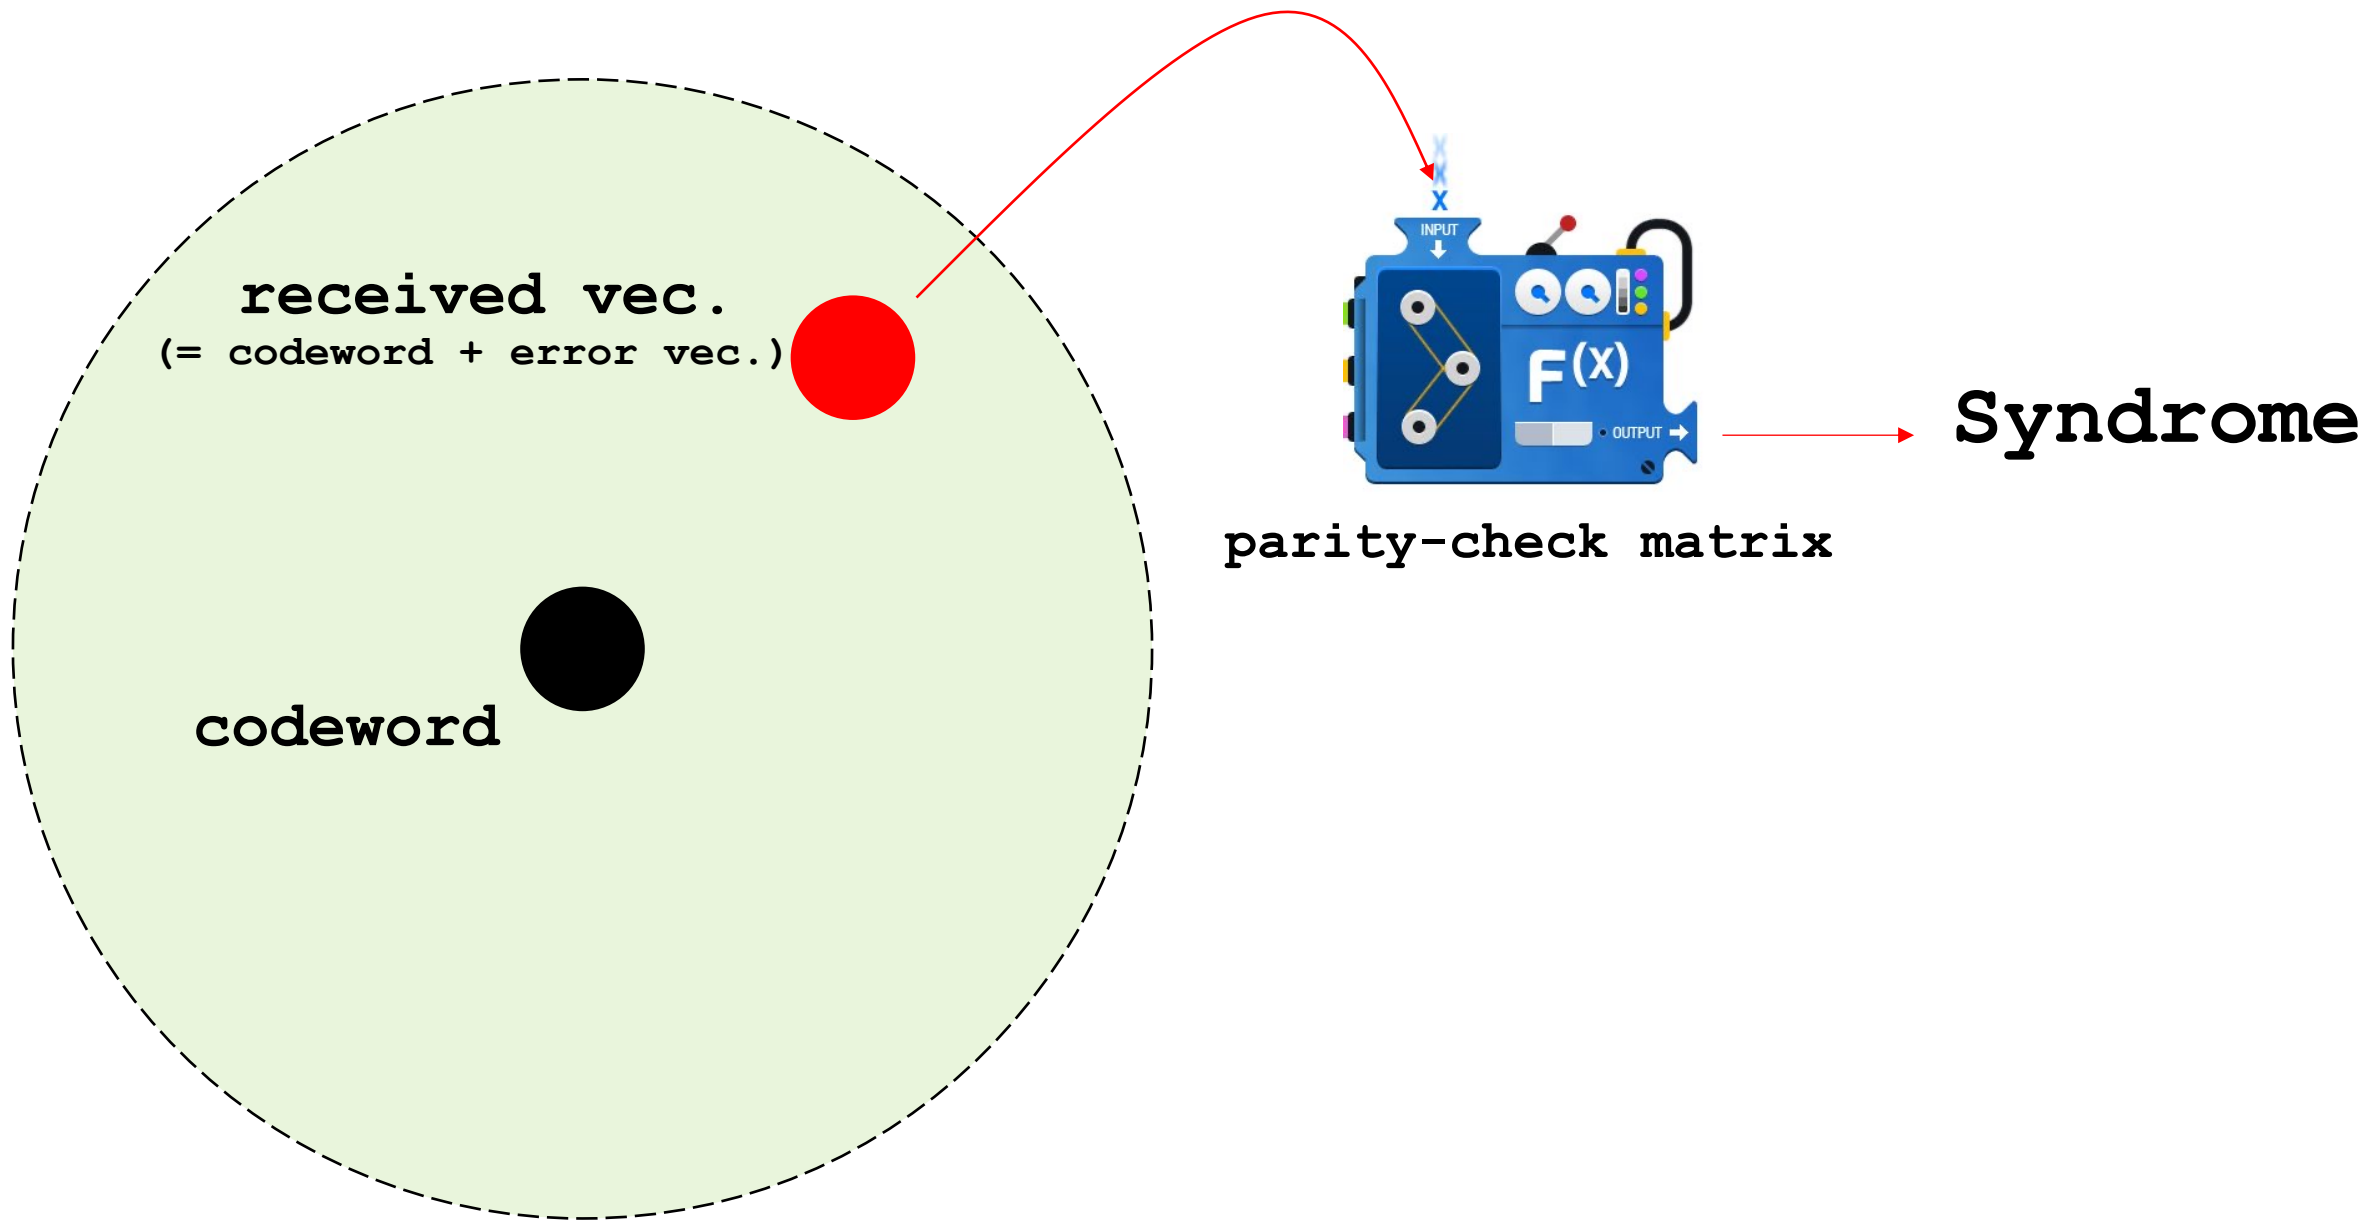 received vec.
(= codeword + error vec.)
codeword
X
X
X
INPUT
F(X)
OUTPUT
parity-check matrix
Syndrome